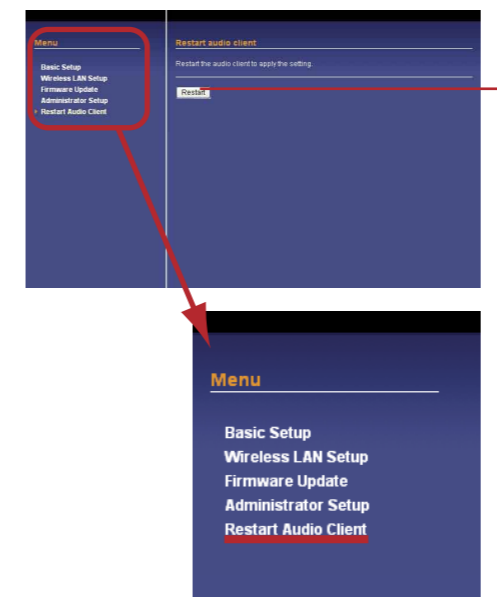 Menu
Basic Setup
Wireless LAN Setup
Firmware Update
Administrator Setup
Restart Audio Client
Restart audio client
Restart the audio client to apply the setting.
Restart
Menu
Basic Setup
Wireless LAN Setup
Firmware Update
Administrator Setup
Restart Audio Client